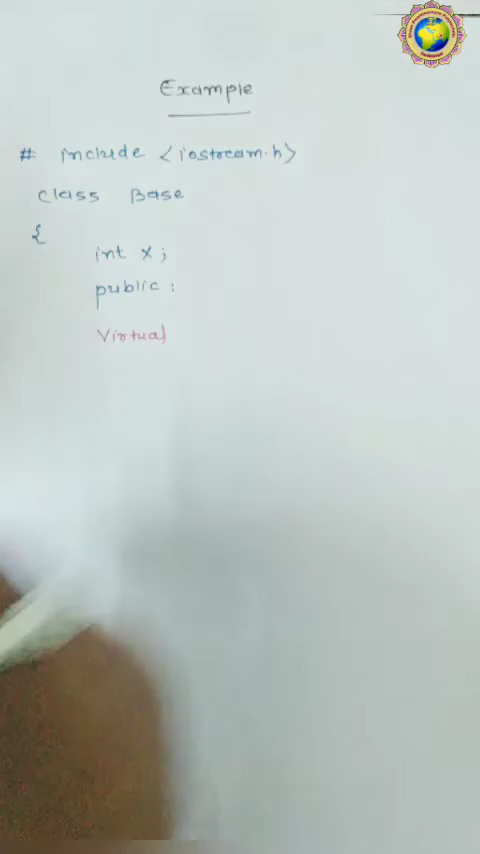 Example
# include <iostream.h>
class Base
{
int x;
public:
Virtual